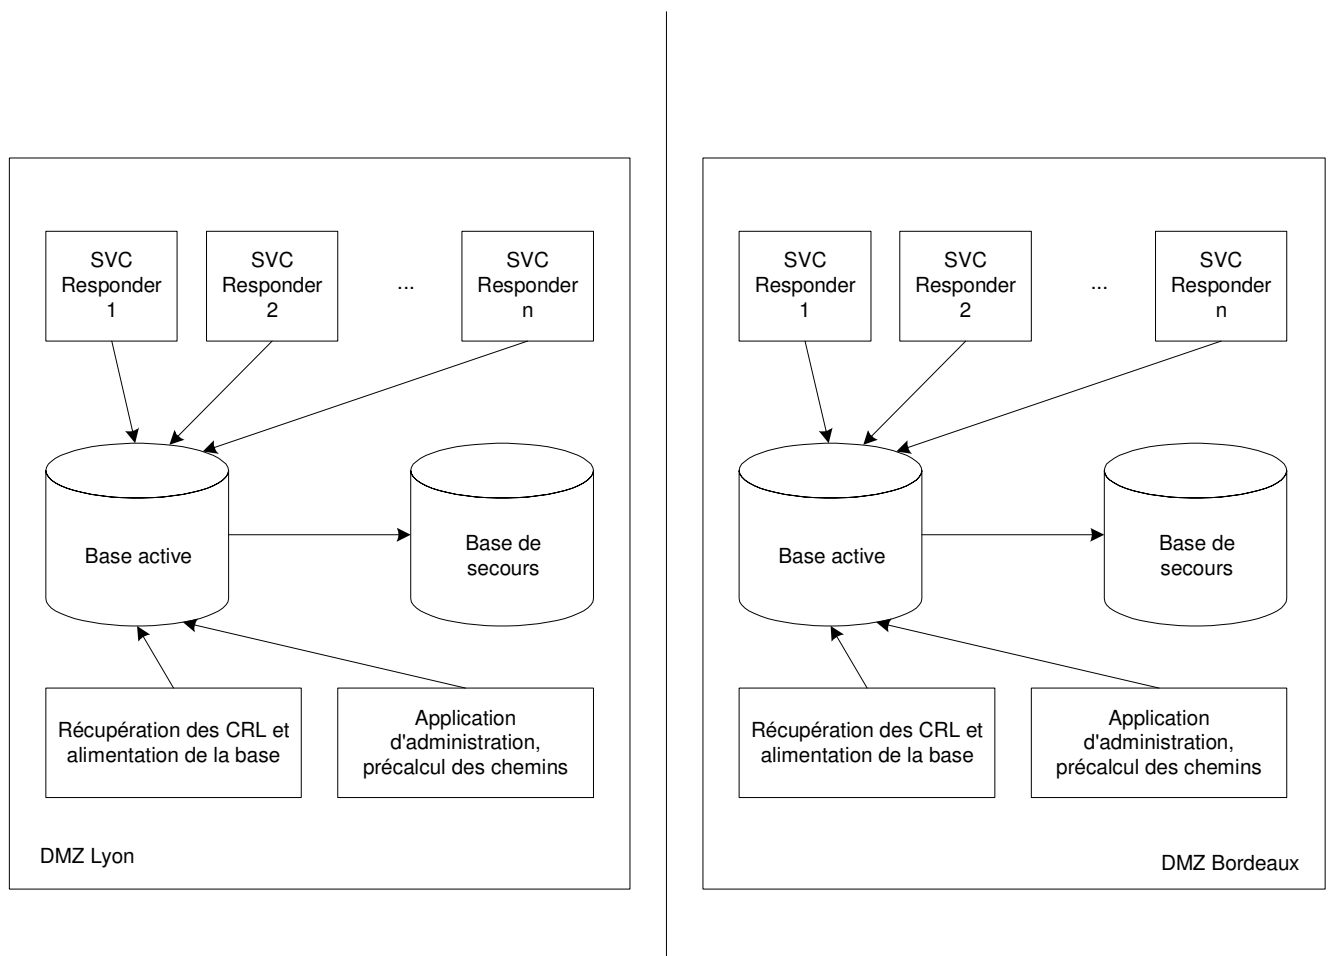 SVC
Responder
1
SVC
Responder
2
...
SVC
Responder
n
Base active
Base de
secours
Récupération des CRL et
alimentation de la base
Application
d'administration,
précalcul des chemins
DMZ Lyon
SVC
Responder
1
SVC
Responder
2
...
SVC
Responder
n
Base active
Base de
secours
Récupération des CRL et
alimentation de la base
Application
d'administration,
précalcul des chemins
DMZ Bordeaux